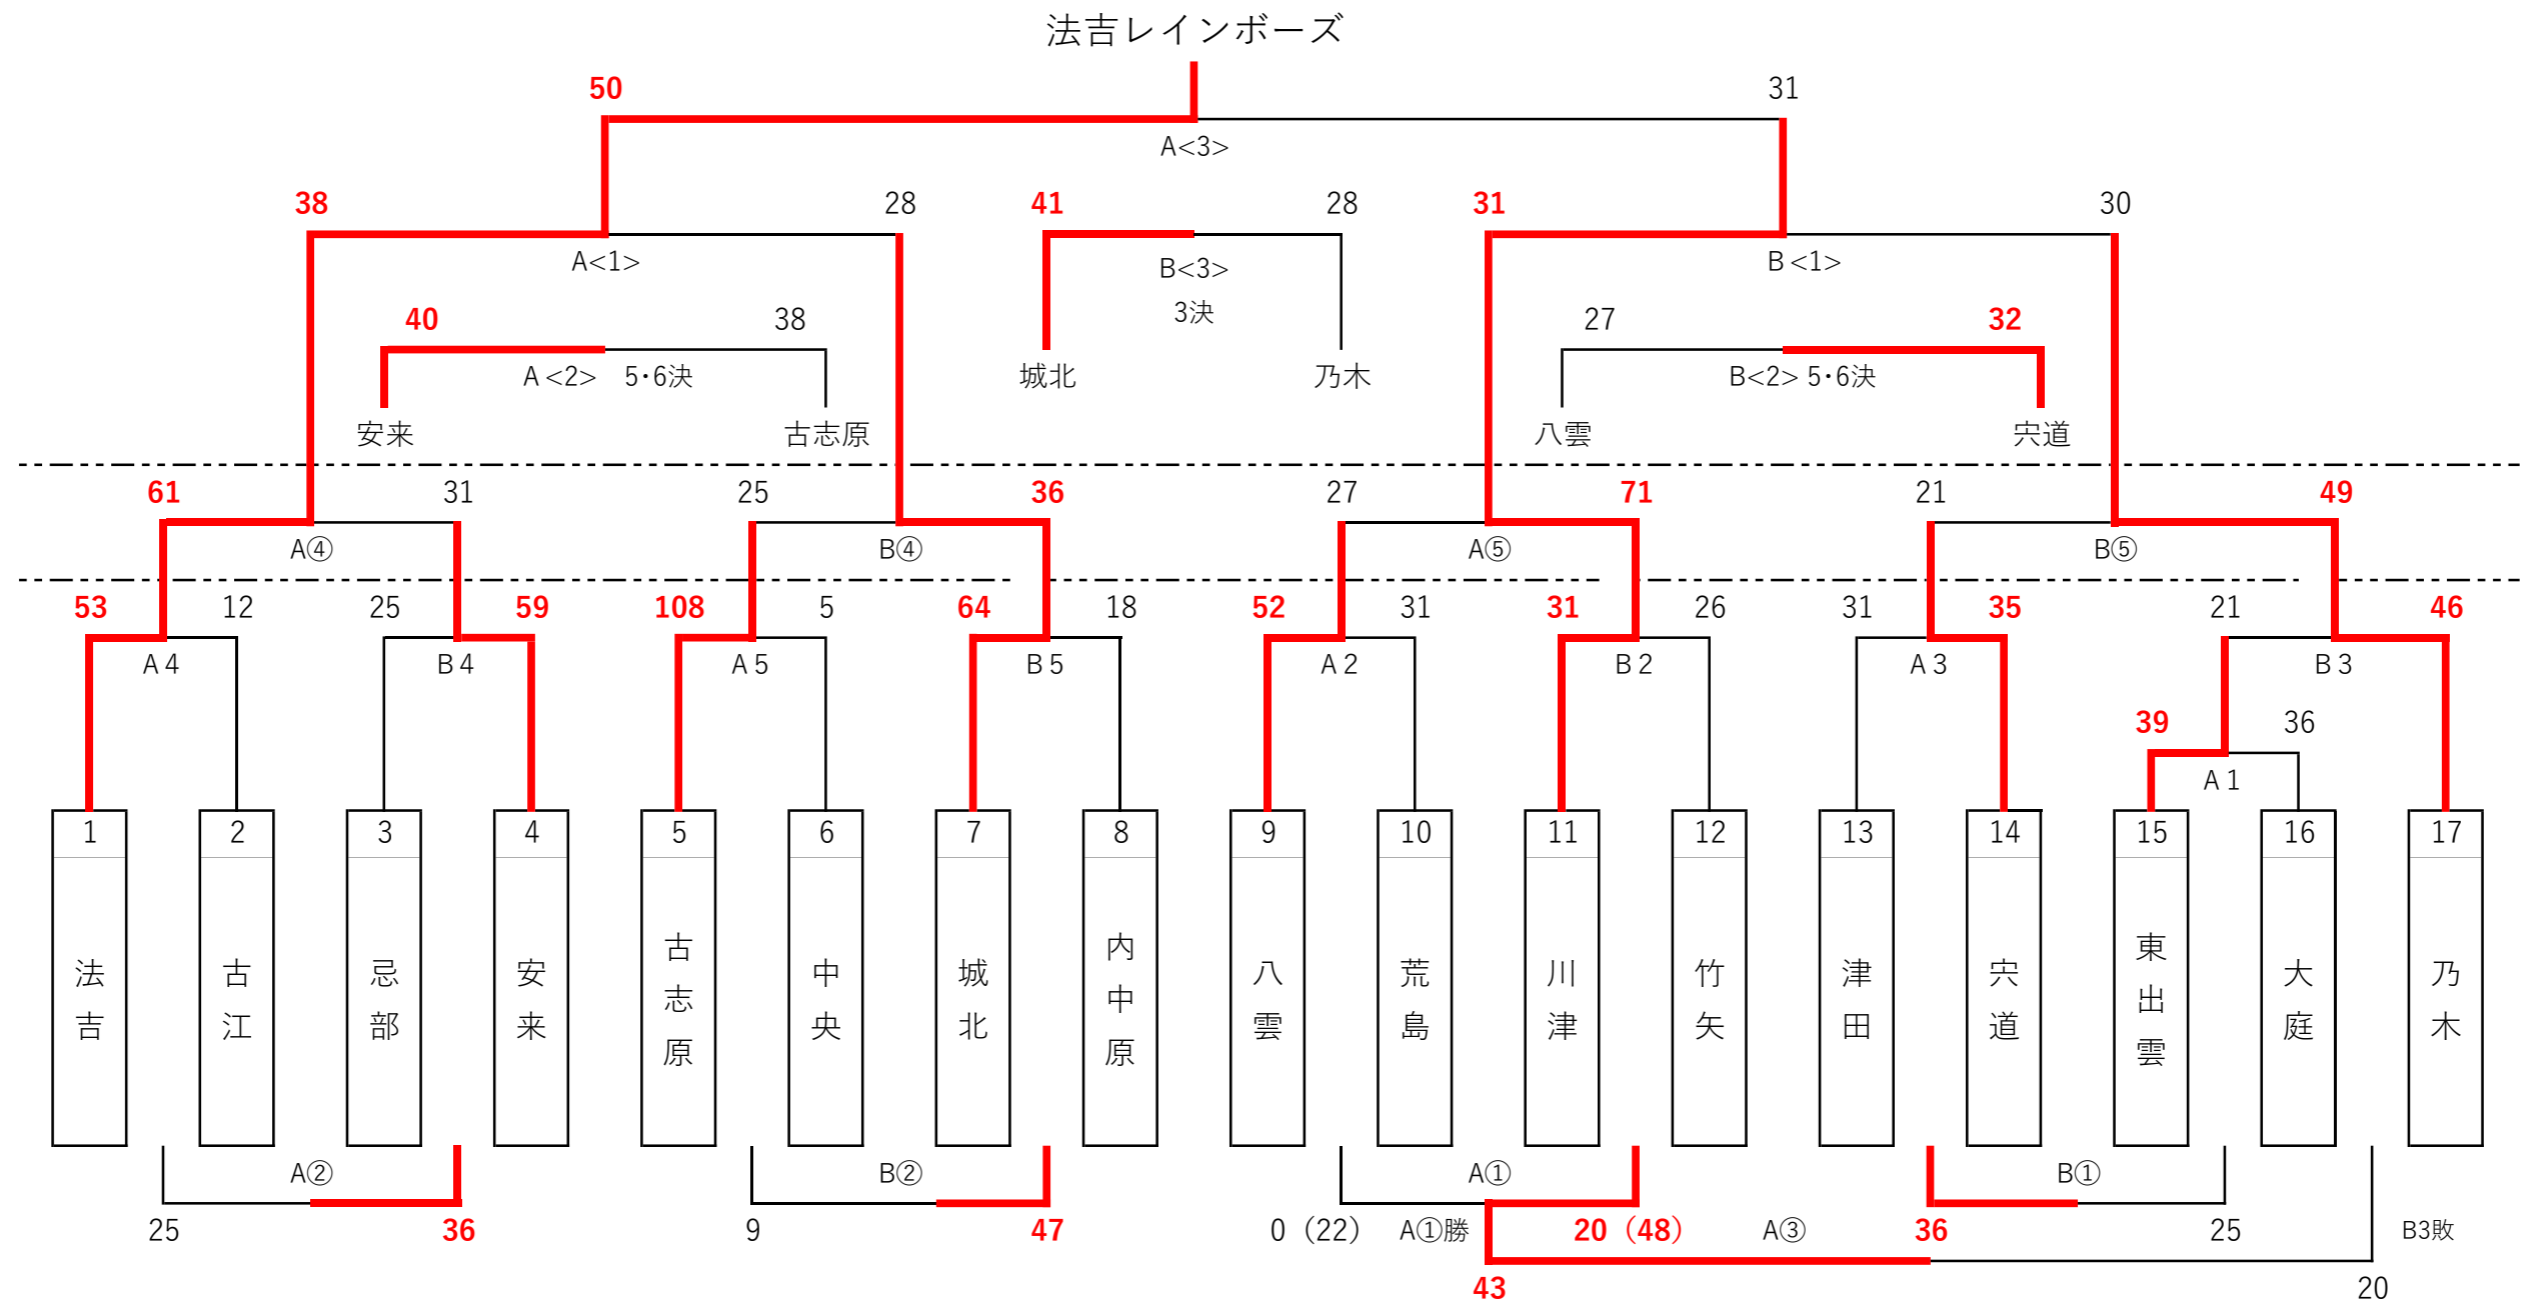 法吉レインボーズ
50 31
A<3>
38 28 41 28 31 30
A<1> B<3> B<1>
3決
40 38 27 32
A<2> 5・6決 城北 乃木 B<2> 5・6決
安来 古志原 八雲 宍道
61 31 25 36 27 71 21 49
A④ B④ A⑤ B⑤
53 12 25 59 108 5 64 18 52 31 31 26 31 35 21 46
A4 B4 A5 B5 A2 B2 A3 B3
39 36
A1
1 2 3 4 5 6 7 8 9 10 11 12 13 14 15 16 17
法吉
古江
忌部
安来
古志原
中央
城北
内中原
八雲
荒島
川津
竹矢
津田
宍道
東出雲
大庭
乃木
A② B② A① B①
25 36 9 47 0（22） A①勝 20（48） A③ 36 25 B3敗
43 20